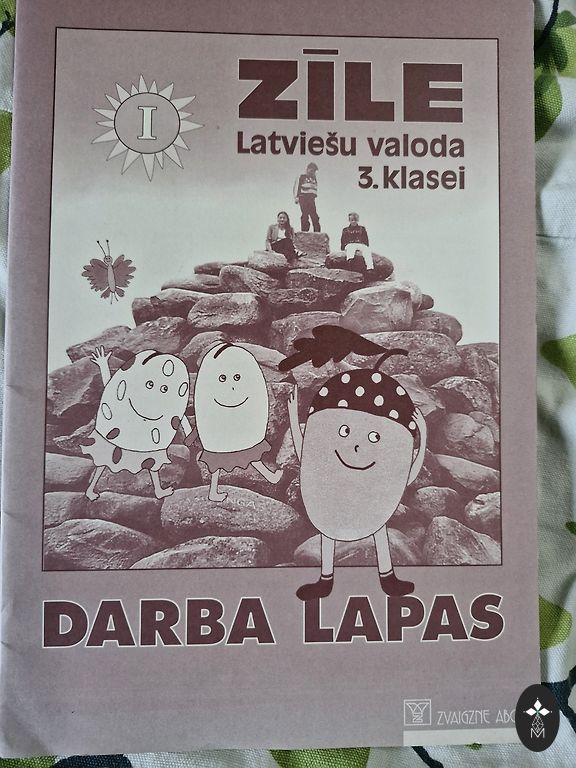 I
ZĪLE
Latviešu valoda
3. klasei
DARBA LAPAS
ZVAIGZNE ABC